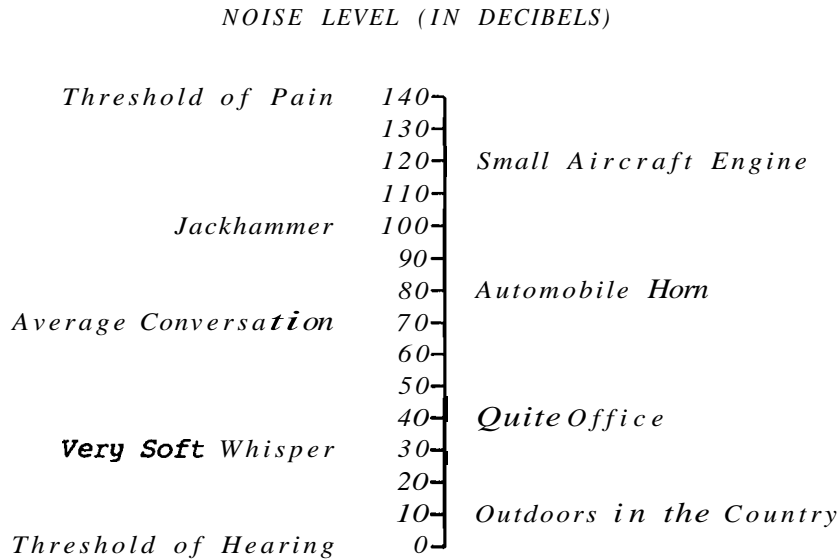 NOISE LEVEL (IN DECIBELS)
Threshold of Pain 140
130
120 Small Aircraft Engine
110
Jackhammer 100
90
80 Automobile Horn
Average Conversation 70
60
50
40 Quite Office
Very Soft Whisper 30
20
10 Outdoors in the Country
Threshold of Hearing 0